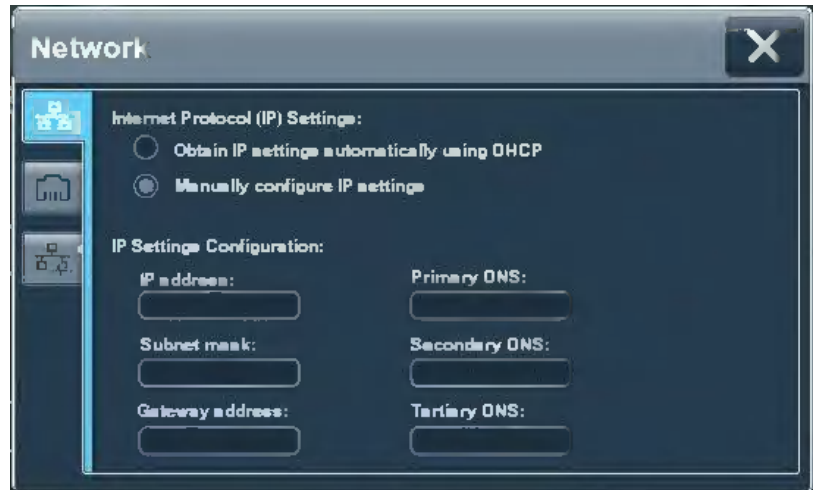 Network
Internet Protocol (IP) Settings:
Obtain IP settings automatically using DHCP
Manually configure IP settings
IP Settings Configuration:
IP address:
Primary DNS:
Subnet mask:
Secondary DNS:
Gateway address:
Tertiary DNS: